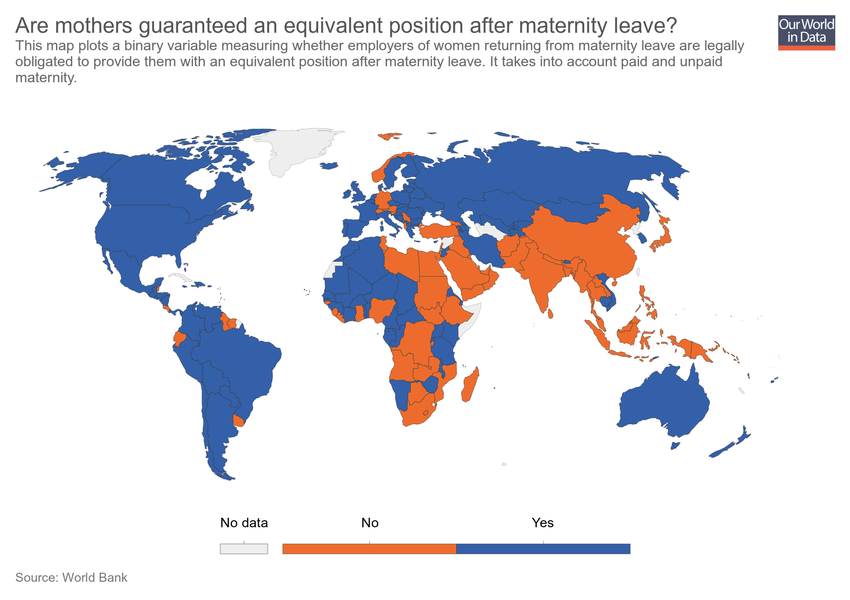 Are mothers guaranteed an equivalent position after maternity leave?
Our World
in Data
This map plots a binary variable measuring whether employers of women returning from maternity leave are legally
obligated to provide them with an equivalent position after maternity leave. It takes into account paid and unpaid
maternity.
No data
No
Yes
Source: World Bank